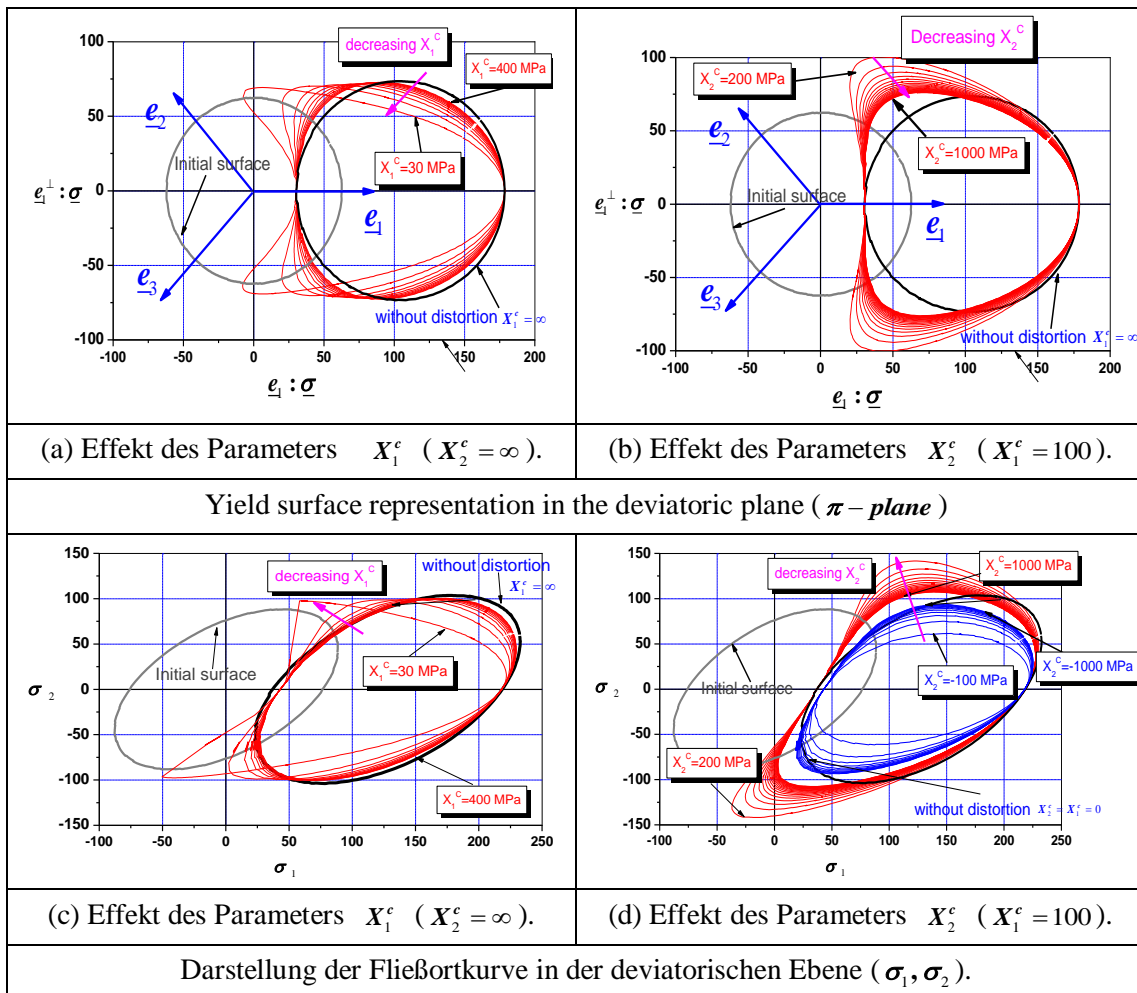 decreasing X₁ᶜ
X₁ᶜ=400 MPa
e₂
Initial surface
X₁ᶜ=30 MPa
e₁
e₃
without distortion X₁ᶜ = ∞
e₁⊥ : σ
100
50
0
-50
-100
-100 -50 0 50 100 150 200
e₁ : σ
Decreasing X₂ᶜ
X₂ᶜ=200 MPa
X₂ᶜ=1000 MPa
e₂
Initial surface
e₁
e₃
without distortion X₁ᶜ = ∞
e₁⊥ : σ
100
50
0
-50
-100
-100 -50 0 50 100 150 200
e₁ : σ
(a) Effekt des Parameters X₁ᶜ ( X₂ᶜ = ∞ ).
(b) Effekt des Parameters X₂ᶜ ( X₁ᶜ = 100 ).
Yield surface representation in the deviatoric plane ( π – plane )
decreasing X₁ᶜ
without distortion
X₁ᶜ = ∞
Initial surface
X₁ᶜ=30 MPa
X₁ᶜ=400 MPa
σ ₂
150
100
50
0
-50
-100
-150
-100 -50 0 50 100 150 200 250
σ ₁
decreasing X₂ᶜ
X₂ᶜ=1000 MPa
Initial surface
X₂ᶜ=-100 MPa
X₂ᶜ=-1000 MPa
X₂ᶜ=200 MPa
without distortion X₂ᶜ = X₁ᶜ = 0
σ ₂
150
100
50
0
-50
-100
-150
-100 -50 0 50 100 150 200 250
σ ₁
(c) Effekt des Parameters X₁ᶜ ( X₂ᶜ = ∞ ).
(d) Effekt des Parameters X₂ᶜ ( X₁ᶜ = 100 ).
Darstellung der Fließortkurve in der deviatorischen Ebene ( σ₁, σ₂ ).